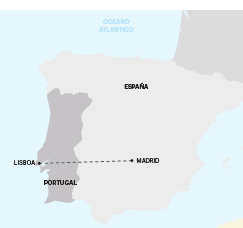 OCEANO
ATLANTICO
ESPAÑA
LISBOA
MADRID
PORTUGAL